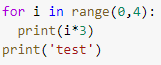 for i in range(0,4):
  print(i*3)
print('test')